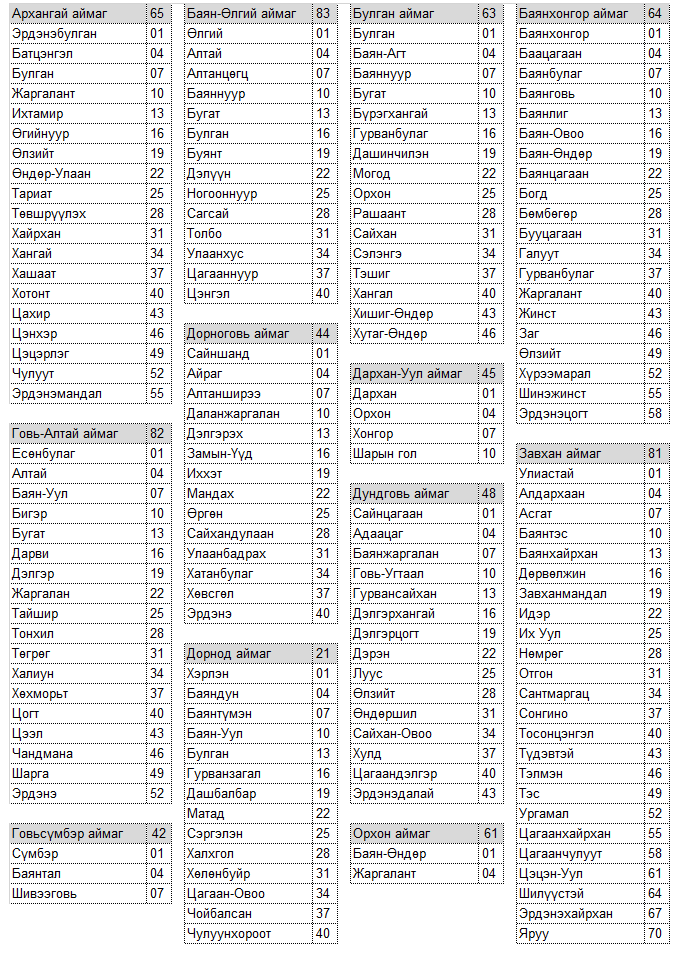 Архангай аймаг 65
Эрдэнэбулган 01
Батцэнгэл 04
Булган 07
Жаргалант 10
Ихтамир 13
Өгийнуур 16
Өлзийт 19
Өндөр-Улаан 22
Тариат 25
Төвшрүүлэх 28
Хайрхан 31
Хангай 34
Хашаат 37
Хотонт 40
Цахир 43
Цэнхэр 46
Цэцэрлэг 49
Чулуут 52
Эрдэнэмандал 55
Говь-Алтай аймаг 82
Есөнбулаг 01
Алтай 04
Баян-Уул 07
Бигэр 10
Бугат 13
Дарви 16
Дэлгэр 19
Жаргалан 22
Тайшир 25
Тонхил 28
Төгрөг 31
Халиун 34
Хөхморьт 37
Цогт 40
Цээл 43
Чандмана 46
Шарга 49
Эрдэнэ 52
Говьсүмбэр аймаг 42
Сүмбэр 01
Баянтал 04
Шивээговь 07
Баян-Өлгий аймаг 83
Өлгий 01
Алтай 04
Алтанцөгц 07
Баяннуур 10
Бугат 13
Булган 16
Буянт 19
Дэлүүн 22
Ногооннуур 25
Сагсай 28
Толбо 31
Улаанхус 34
Цагааннуур 37
Цэнгэл 40
Дорноговь аймаг 44
Сайншанд 01
Айраг 04
Алтанширээ 07
Даланжаргалан 10
Дэлгэрэх 13
Замын-Үүд 16
Иххэт 19
Мандах 22
Өргөн 25
Сайхандулаан 28
Улаанбадрах 31
Хатанбулаг 34
Хөвсгөл 37
Эрдэнэ 40
Дорнод аймаг 21
Хэрлэн 01
Баяндун 04
Баянтүмэн 07
Баян-Уул 10
Булган 13
Гурванзагал 16
Дашбалбар 19
Матад 22
Сэргэлэн 25
Халхгол 28
Хөлөнбуйр 31
Цагаан-Овоо 34
Чойбалсан 37
Чулуунхороот 40
Булган аймаг 63
Булган 01
Баян-Агт 04
Баяннуур 07
Бугат 10
Бүрэгхангай 13
Гурванбулаг 16
Дашинчилэн 19
Могод 22
Орхон 25
Рашаант 28
Сайхан 31
Сэлэнгэ 34
Тэшиг 37
Хангал 40
Хишиг-Өндөр 43
Хутаг-Өндөр 46
Дархан-Уул аймаг 45
Дархан 01
Орхон 04
Хонгор 07
Шарын гол 10
Дундговь аймаг 48
Сайнцагаан 01
Адаацаг 04
Баянжаргалан 07
Говь-Угтаал 10
Гурвансайхан 13
Дэлгэрхангай 16
Дэлгэрцогт 19
Дэрэн 22
Луус 25
Өлзийт 28
Өндөршил 31
Сайхан-Овоо 34
Хулд 37
Цагаандэлгэр 40
Эрдэнэдалай 43
Орхон аймаг 61
Баян-Өндөр 01
Жаргалант 04
Баянхонгор аймаг 64
Баянхонгор 01
Баацагаан 04
Баянбулаг 07
Баянговь 10
Баянлиг 13
Баян-Овоо 16
Баян-Өндөр 19
Баянцагаан 22
Богд 25
Бөмбөгөр 28
Бууцагаан 31
Галуут 34
Гурванбулаг 37
Жаргалант 40
Жинст 43
Заг 46
Өлзийт 49
Хүрээмарал 52
Шинэжинст 55
Эрдэнэцогт 58
Завхан аймаг 81
Улиастай 01
Алдархаан 04
Асгат 07
Баянтэс 10
Баянхайрхан 13
Дөрвөлжин 16
Завханмандал 19
Идэр 22
Их Уул 25
Нөмрөг 28
Отгон 31
Сантмаргац 34
Сонгино 37
Тосонцэнгэл 40
Түдэвтэй 43
Тэлмэн 46
Тэс 49
Ургамал 52
Цагаанхайрхан 55
Цагаанчулуут 58
Цэцэн-Уул 61
Шилүүстэй 64
Эрдэнэхайрхан 67
Яруу 70